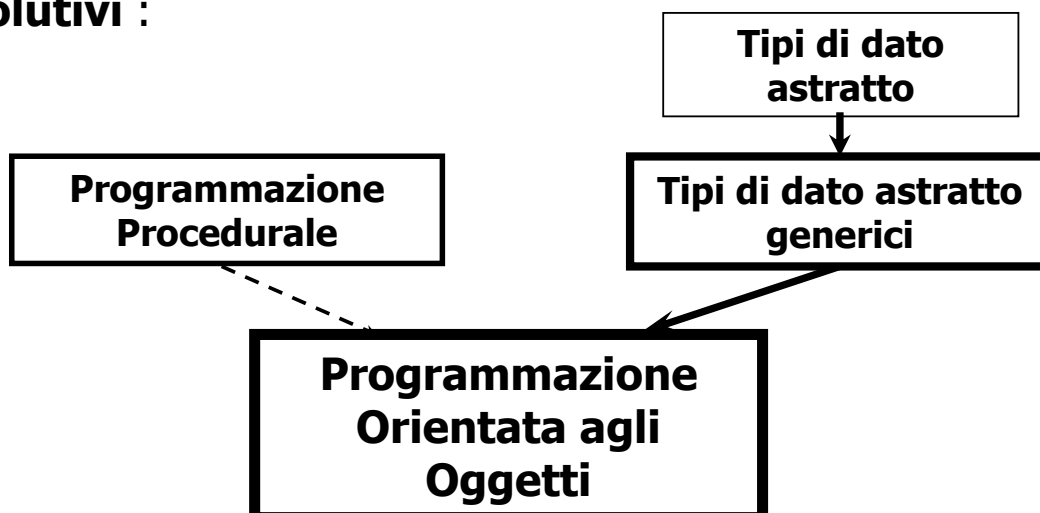 olutivi :
Tipi di dato
astratto
Programmazione
Procedurale
Tipi di dato astratto
generici
Programmazione
Orientata agli
Oggetti